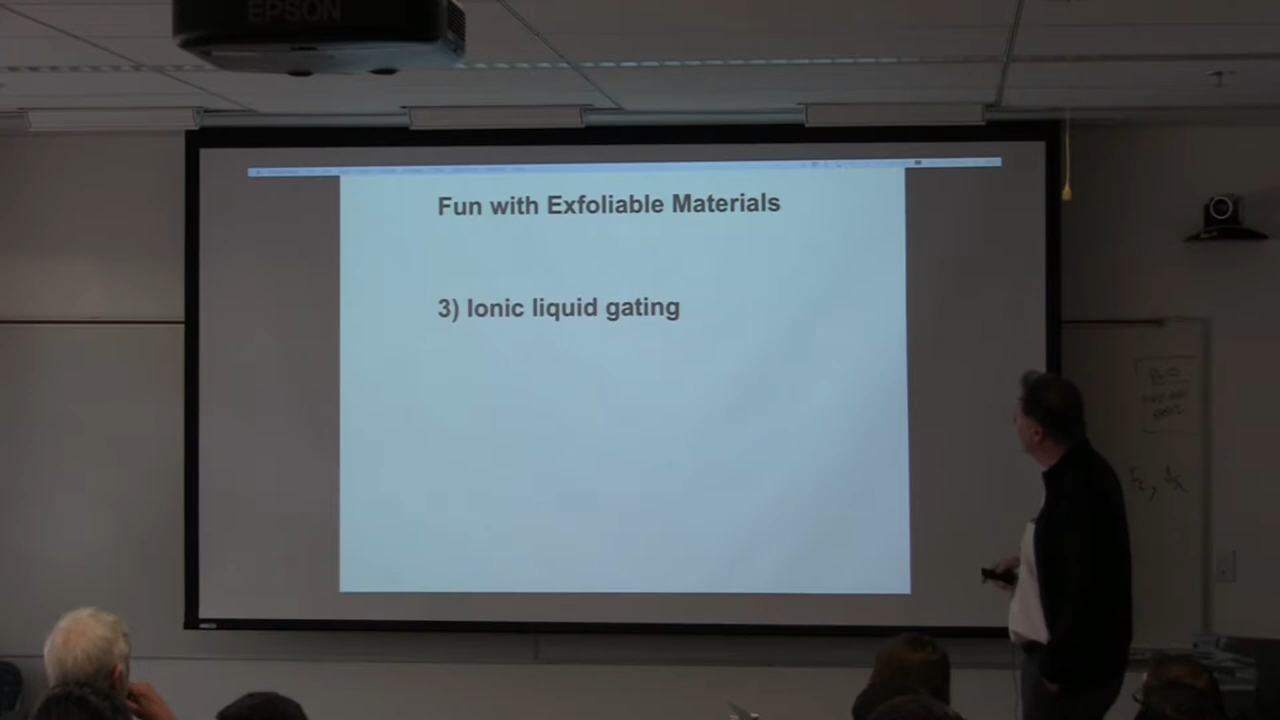 EPSON
Fun with Exfoliable Materials
3) Ionic liquid gating